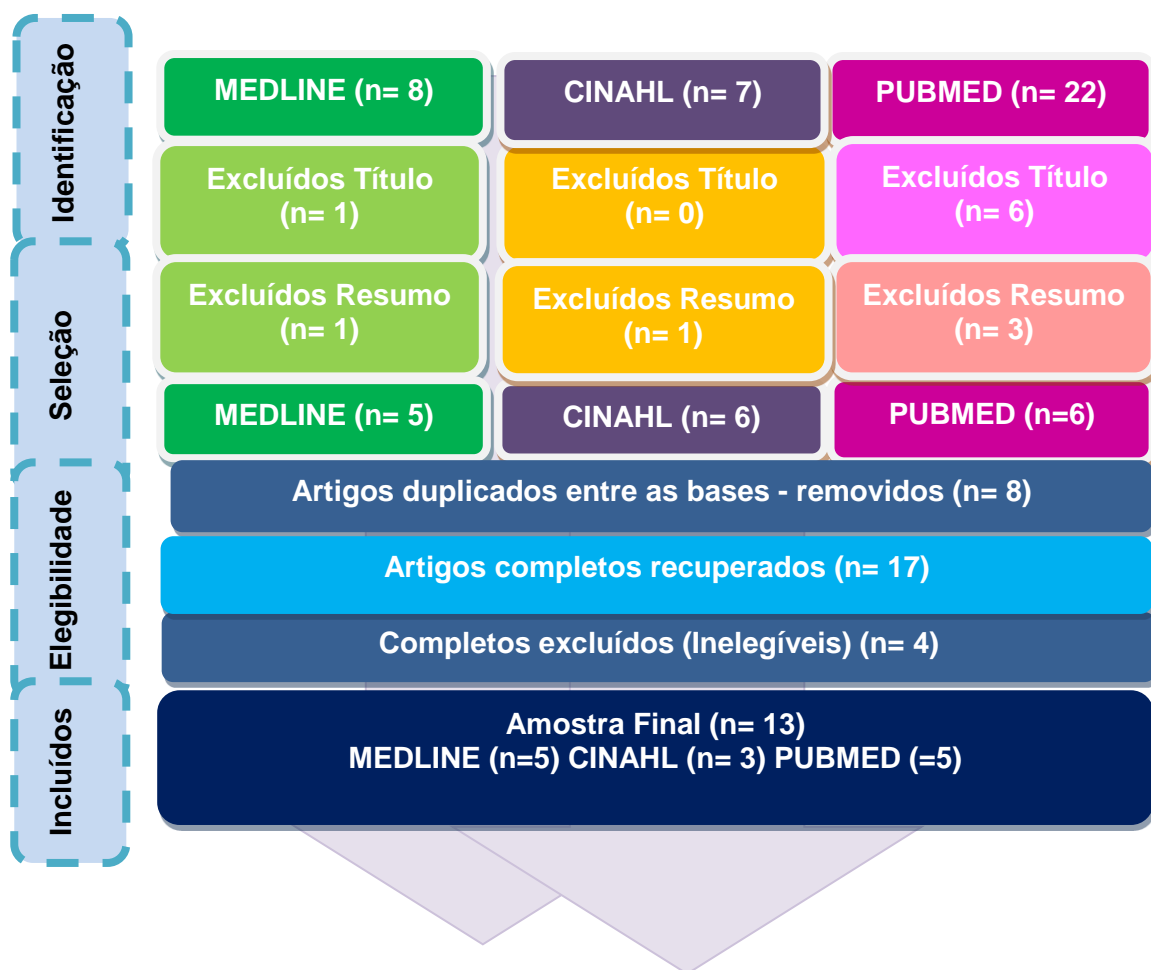 Identificação
MEDLINE (n= 8)
CINAHL (n= 7)
PUBMED (n= 22)
Excluídos Título
(n= 1)
Excluídos Título
(n= 0)
Excluídos Título
(n= 6)
Seleção
Excluídos Resumo
(n= 1)
Excluídos Resumo
(n= 1)
Excluídos Resumo
(n= 3)
MEDLINE (n= 5)
CINAHL (n= 6)
PUBMED (n=6)
Elegibilidade
Artigos duplicados entre as bases - removidos (n= 8)
Artigos completos recuperados (n= 17)
Completos excluídos (Inelegíveis) (n= 4)
Incluídos
Amostra Final (n= 13)
MEDLINE (n=5) CINAHL (n= 3) PUBMED (=5)